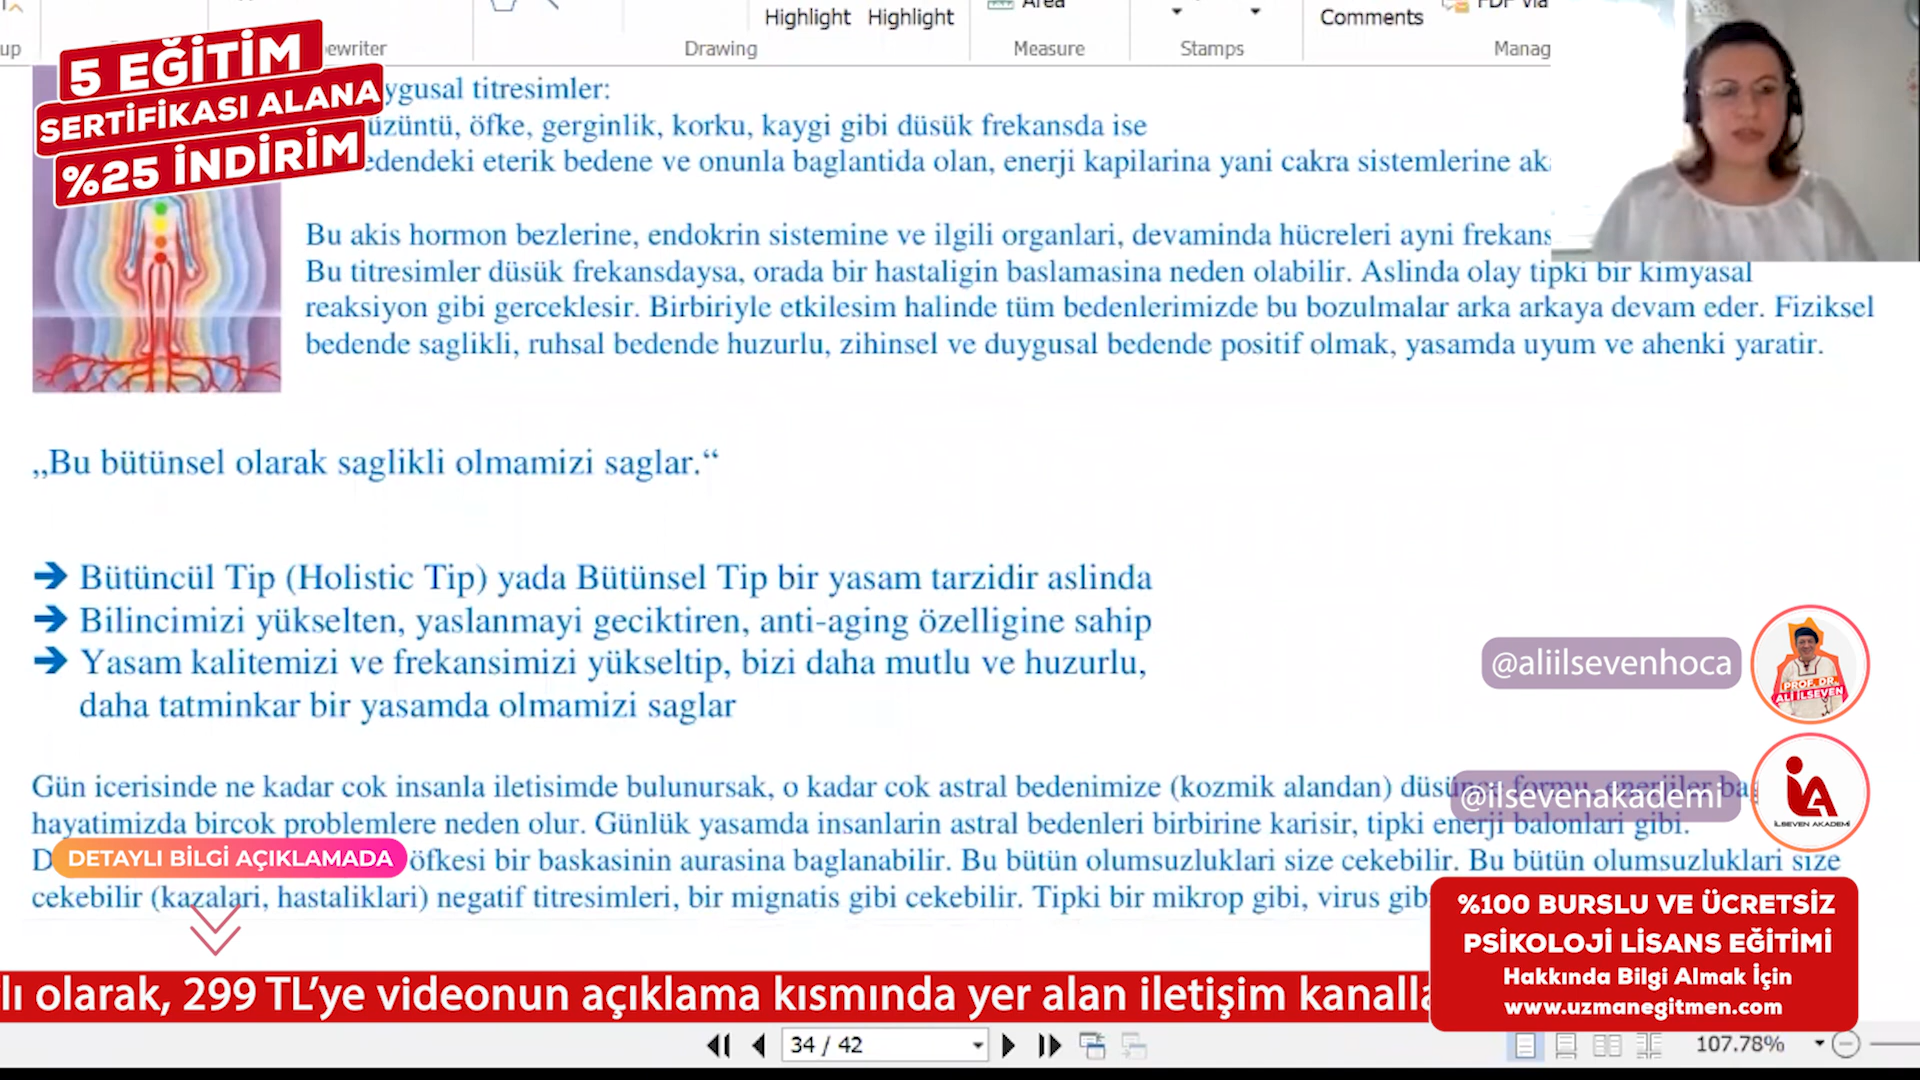 Highlight Highlight
Comments
ewriter Drawing Measure Stamps Manag
5 EĞİTİM
SERTİFİKASI ALANA
%25 İNDİRİM
ygusal titresimler:
üzüntü, öfke, gerginlik, korku, kaygi gibi düsük frekansda ise
edendeki eterik bedene ve onunla baglantida olan, enerji kapilarina yani cakra sistemlerine
Bu akis hormon bezlerine, endokrin sistemine ve ilgili organlari, devaminda hücreleri ayni frekans
Bu titresimler düsük frekansdaysa, orada bir hastaligin baslamasina neden olabilir. Aslinda olay tipki bir kimyasal
reaksiyon gibi gerceklesir. Birbiriyle etkilesim halinde tüm bedenlerimizde bu bozulmalar arka arkaya devam eder. Fiziksel
bedende saglikli, ruhsal bedende huzurlu, zihinsel ve duygusal bedende positif olmak, yasamda uyum ve ahenki yaratir.
„Bu bütünsel olarak saglikli olmamizi saglar.“
➔ Bütüncül Tip (Holistic Tip) yada Bütünsel Tip bir yasam tarzidir aslinda
➔ Bilincimizi yükselten, yaslanmayi geciktiren, anti-aging özelligine sahip
➔ Yasam kalitemizi ve frekansimizi yükseltip, bizi daha mutlu ve huzurlu,
daha tatminkar bir yasamda olmamizi saglar
@aliilsevenhoca
PROF. DR.
ALİ İLSEVEN
Gün icerisinde ne kadar cok insanla iletisimde bulunursak, o kadar cok astral bedenimize (kozmik alandan) düsünce formu, enerjiler
@ilsevenakademi
İLSEVEN AKADEMİ
hayatimizda bircok problemlere neden olur. Günlük yasamda insanlarin astral bedenleri birbirine karisir, tipki enerji balonlari gibi.
DETAYLI BİLGİ AÇIKLAMADA
öfkesi bir baskasinin aurasina baglanabilir. Bu bütün olumsuzluklari size cekebilir. Bu bütün olumsuzluklari size
cekebilir (kazalari, hastaliklari) negatif titresimleri, bir mignatis gibi cekebilir. Tipki bir mikrop gibi, virus gib
%100 BURSLU VE ÜCRETSİZ
PSİKOLOJİ LİSANS EĞİTİMİ
Hakkında Bilgi Almak İçin
www.uzmanegitmen.com
lı olarak, 299 TL’ye videonun açıklama kısmında yer alan iletişim kanalla
34 / 42
107.78%